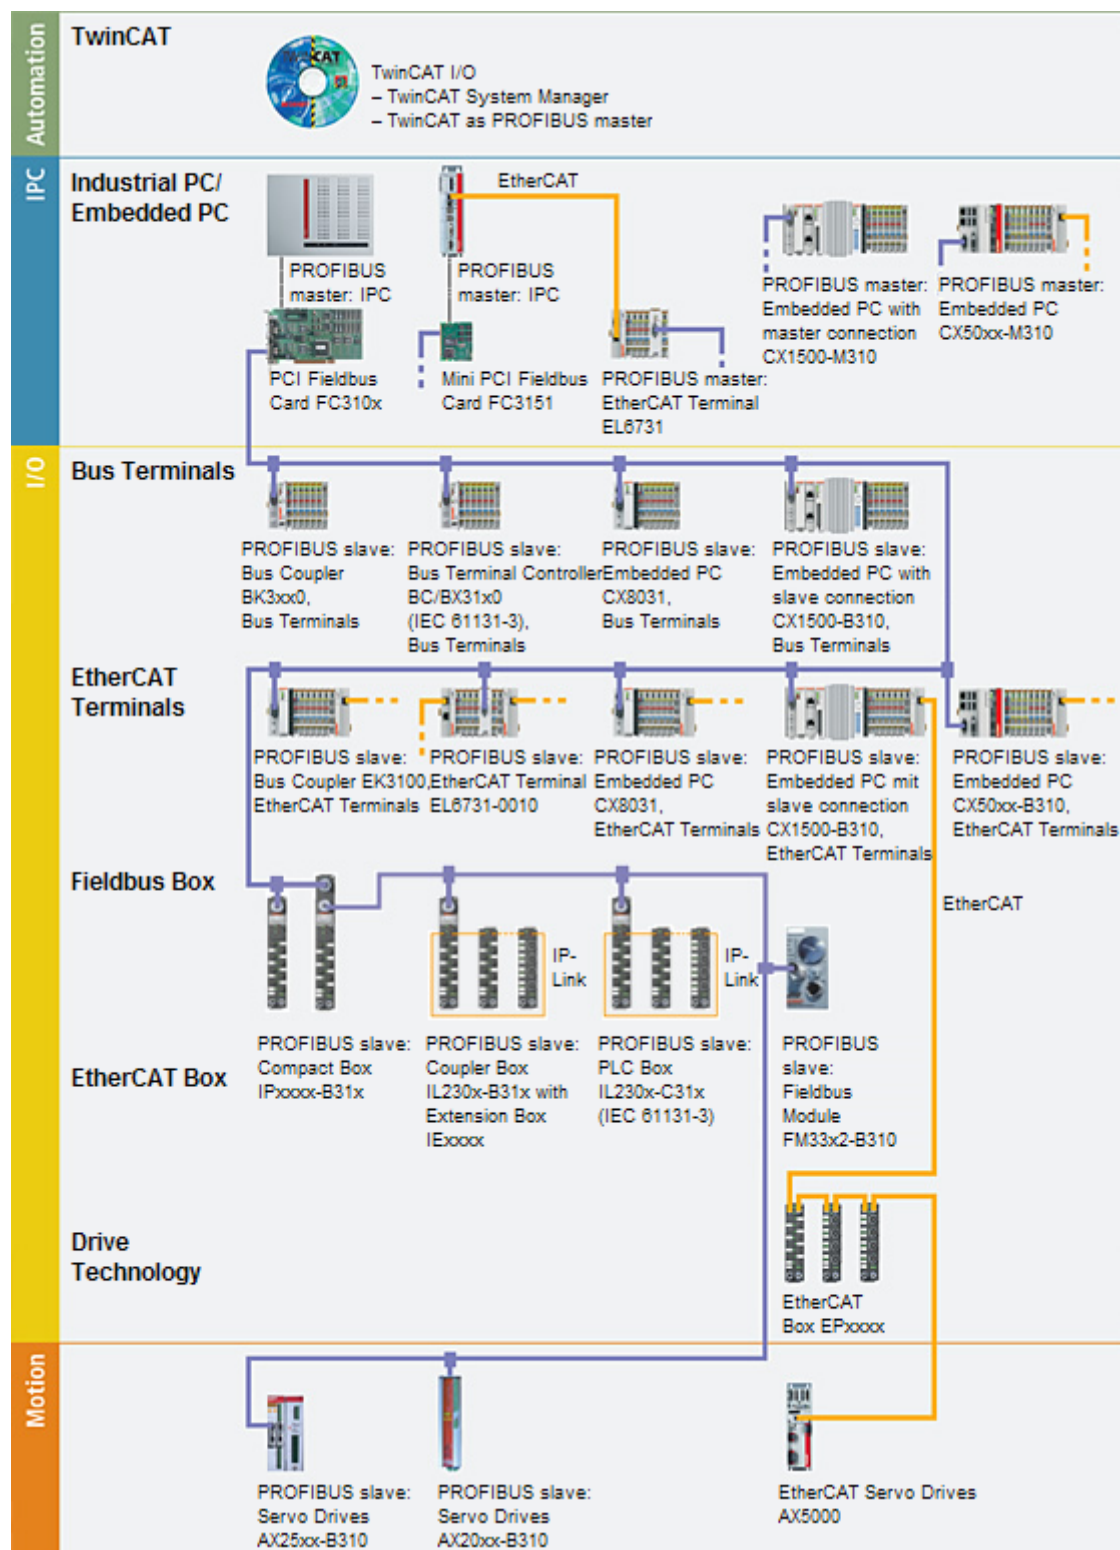 Automation
TwinCAT
TwinCAT
TwinCAT I/O
– TwinCAT System Manager
– TwinCAT as PROFIBUS master
IPC
Industrial PC/
Embedded PC
EtherCAT
PROFIBUS
master: IPC
PROFIBUS
master: IPC
PROFIBUS master:
Embedded PC with
master connection
CX1500-M310
PROFIBUS master:
Embedded PC
CX50xx-M310
PCI Fieldbus
Card FC310x
Mini PCI Fieldbus
Card FC3151
PROFIBUS master:
EtherCAT Terminal
EL6731
I/O
Bus Terminals
PROFIBUS slave:
Bus Coupler
BK3xx0,
Bus Terminals
PROFIBUS slave:
Bus Terminal Controller
BC/BX31x0
(IEC 61131-3),
Bus Terminals
PROFIBUS slave:
Embedded PC
CX8031,
Bus Terminals
PROFIBUS slave:
Embedded PC with
slave connection
CX1500-B310,
Bus Terminals
EtherCAT
Terminals
PROFIBUS slave:
Bus Coupler EK3100,
EtherCAT Terminals
PROFIBUS slave:
EtherCAT Terminal
EL6731-0010
PROFIBUS slave:
Embedded PC
CX8031,
EtherCAT Terminals
PROFIBUS slave:
Embedded PC mit
slave connection
CX1500-B310,
EtherCAT Terminals
PROFIBUS slave:
Embedded PC
CX50xx-B310,
EtherCAT Terminals
Fieldbus Box
EtherCAT
IP-
Link
IP-
Link
PROFIBUS slave:
Compact Box
IPxxxx-B31x
PROFIBUS slave:
Coupler Box
IL230x-B31x with
Extension Box
IExxxx
PROFIBUS slave:
PLC Box
IL230x-C31x
(IEC 61131-3)
PROFIBUS
slave:
Fieldbus
Module
FM33x2-B310
EtherCAT Box
Drive
Technology
EtherCAT
Box EPxxxx
Motion
PROFIBUS slave:
Servo Drives
AX25xx-B310
PROFIBUS slave:
Servo Drives
AX20xx-B310
EtherCAT Servo Drives
AX5000